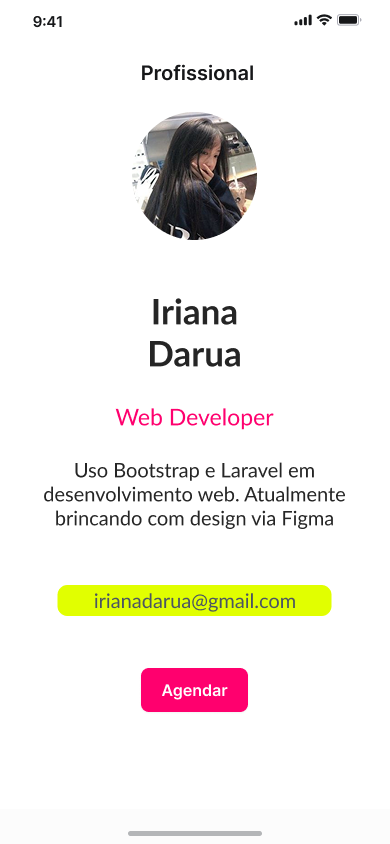 9:41
Profissional
Iriana
Darua
Web Developer
Uso Bootstrap e Laravel em
desenvolvimento web. Atualmente
brincando com design via Figma
irianadarua@gmail.com
Agendar